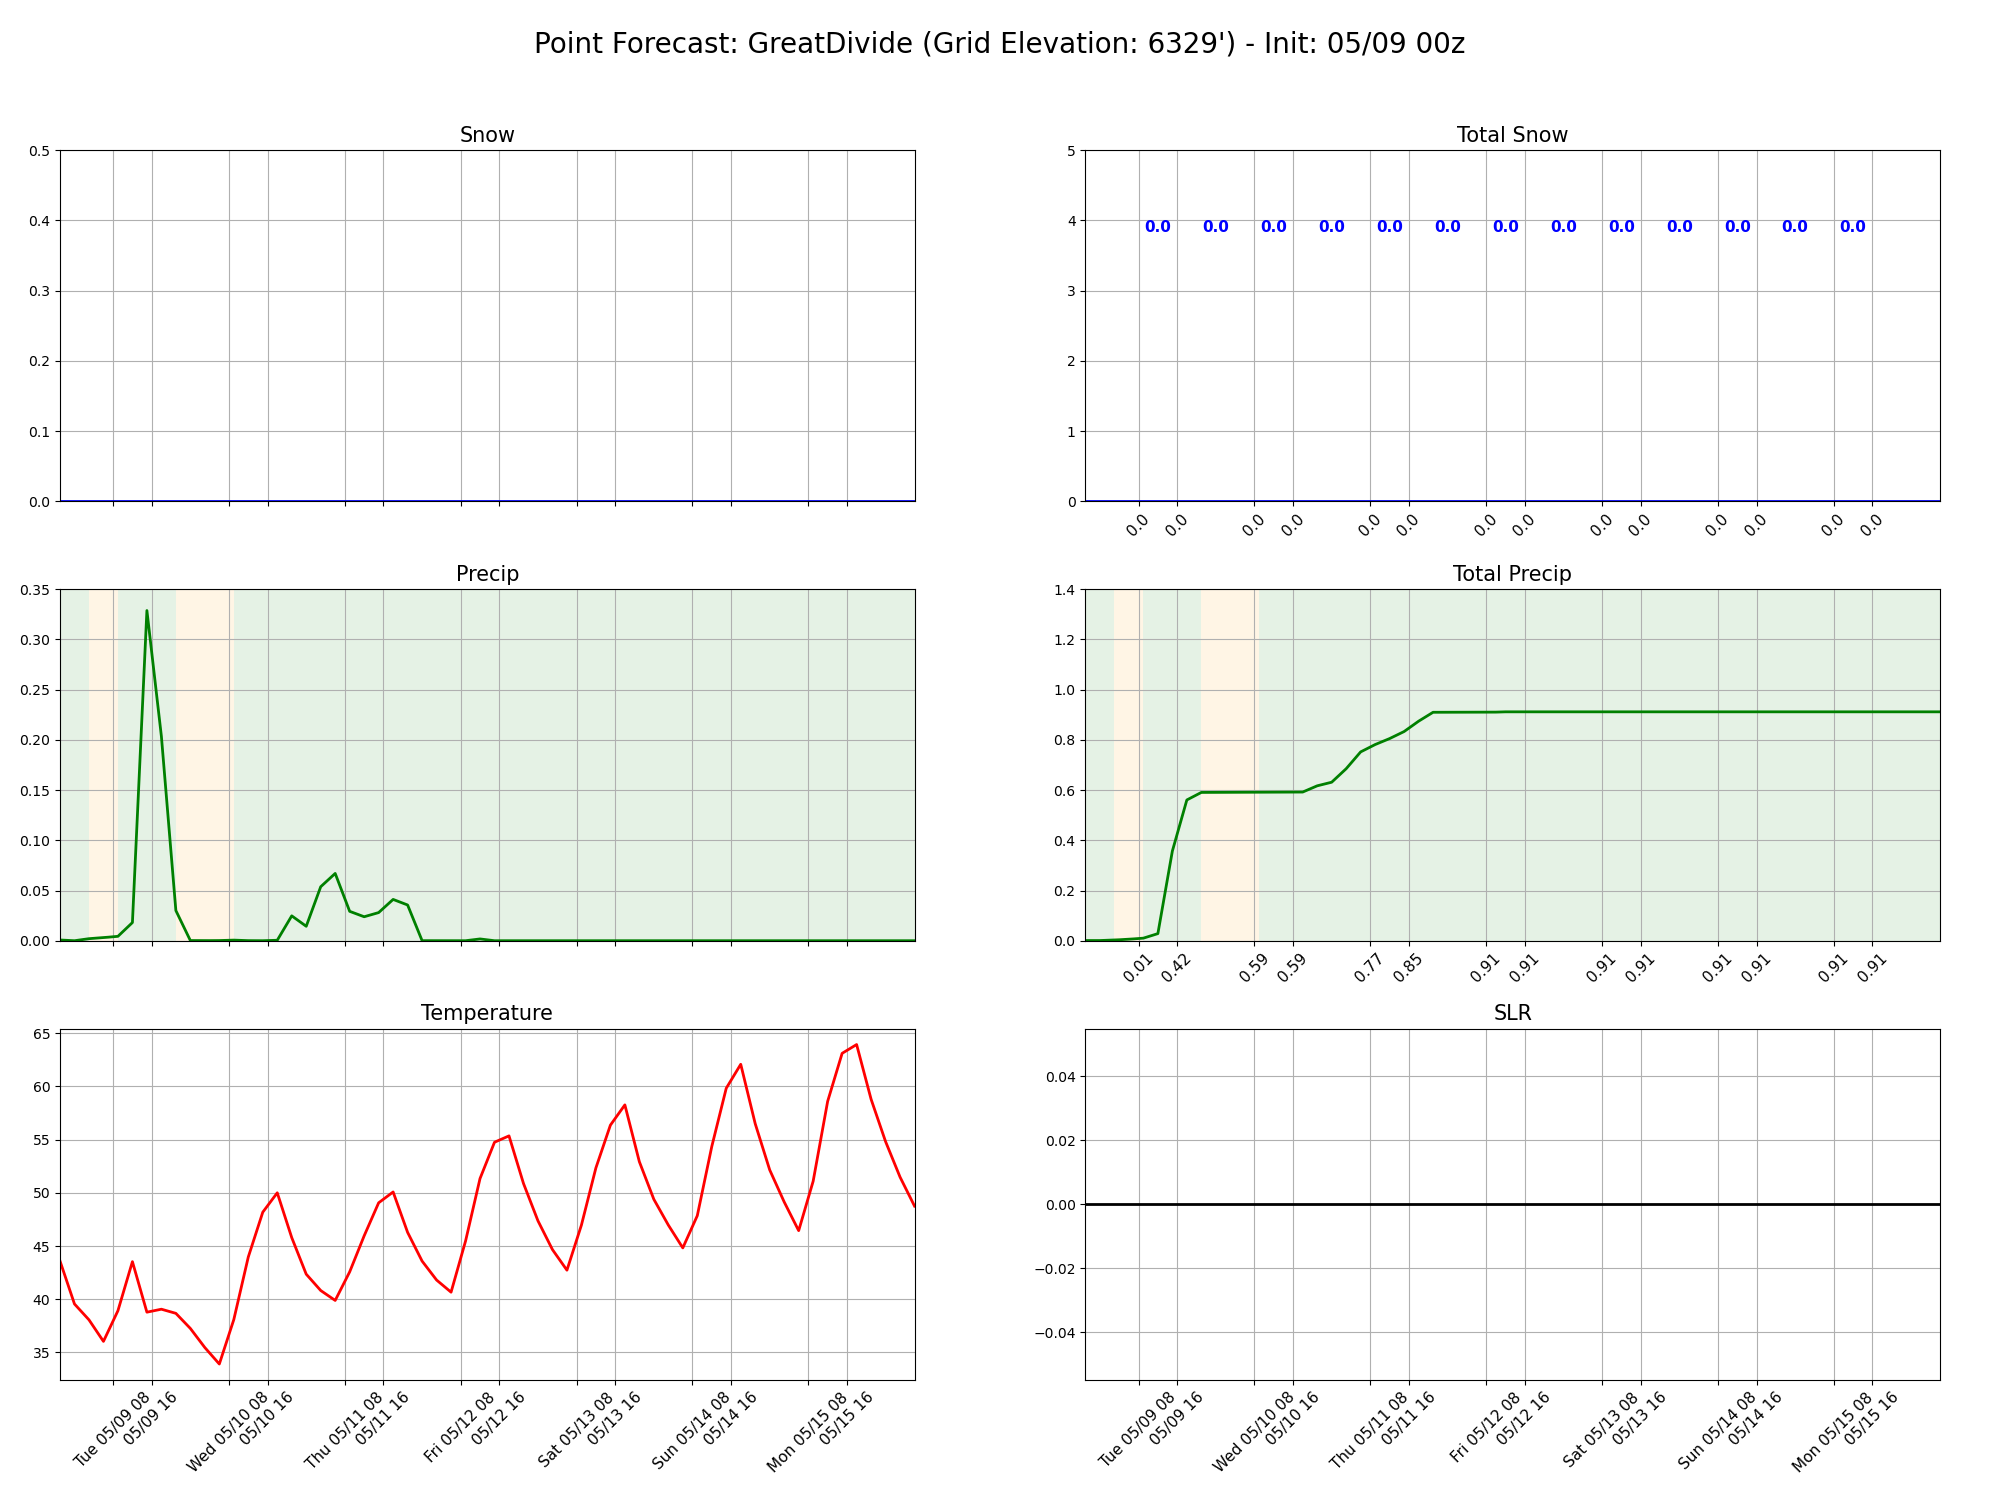 Point Forecast: GreatDivide (Grid Elevation: 6329') - Init: 05/09 00z
Snow
0.5
0.4
0.3
0.2
0.1
0.0
Total Snow
5
4
3
2
1
0
0.0 0.0 0.0 0.0 0.0 0.0 0.0 0.0 0.0 0.0 0.0 0.0 0.0
0.0 0.0 0.0 0.0 0.0 0.0 0.0 0.0 0.0 0.0 0.0 0.0 0.0 0.0
Precip
0.35
0.30
0.25
0.20
0.15
0.10
0.05
0.00
Total Precip
1.4
1.2
1.0
0.8
0.6
0.4
0.2
0.0
0.01 0.42 0.59 0.59 0.77 0.85 0.91 0.91 0.91 0.91 0.91 0.91 0.91 0.91
Temperature
65
60
55
50
45
40
35
Tue 05/09 08
05/09 16
Wed 05/10 08
05/10 16
Thu 05/11 08
05/11 16
Fri 05/12 08
05/12 16
Sat 05/13 08
05/13 16
Sun 05/14 08
05/14 16
Mon 05/15 08
05/15 16
SLR
0.04
0.02
0.00
−0.02
−0.04
Tue 05/09 08
05/09 16
Wed 05/10 08
05/10 16
Thu 05/11 08
05/11 16
Fri 05/12 08
05/12 16
Sat 05/13 08
05/13 16
Sun 05/14 08
05/14 16
Mon 05/15 08
05/15 16